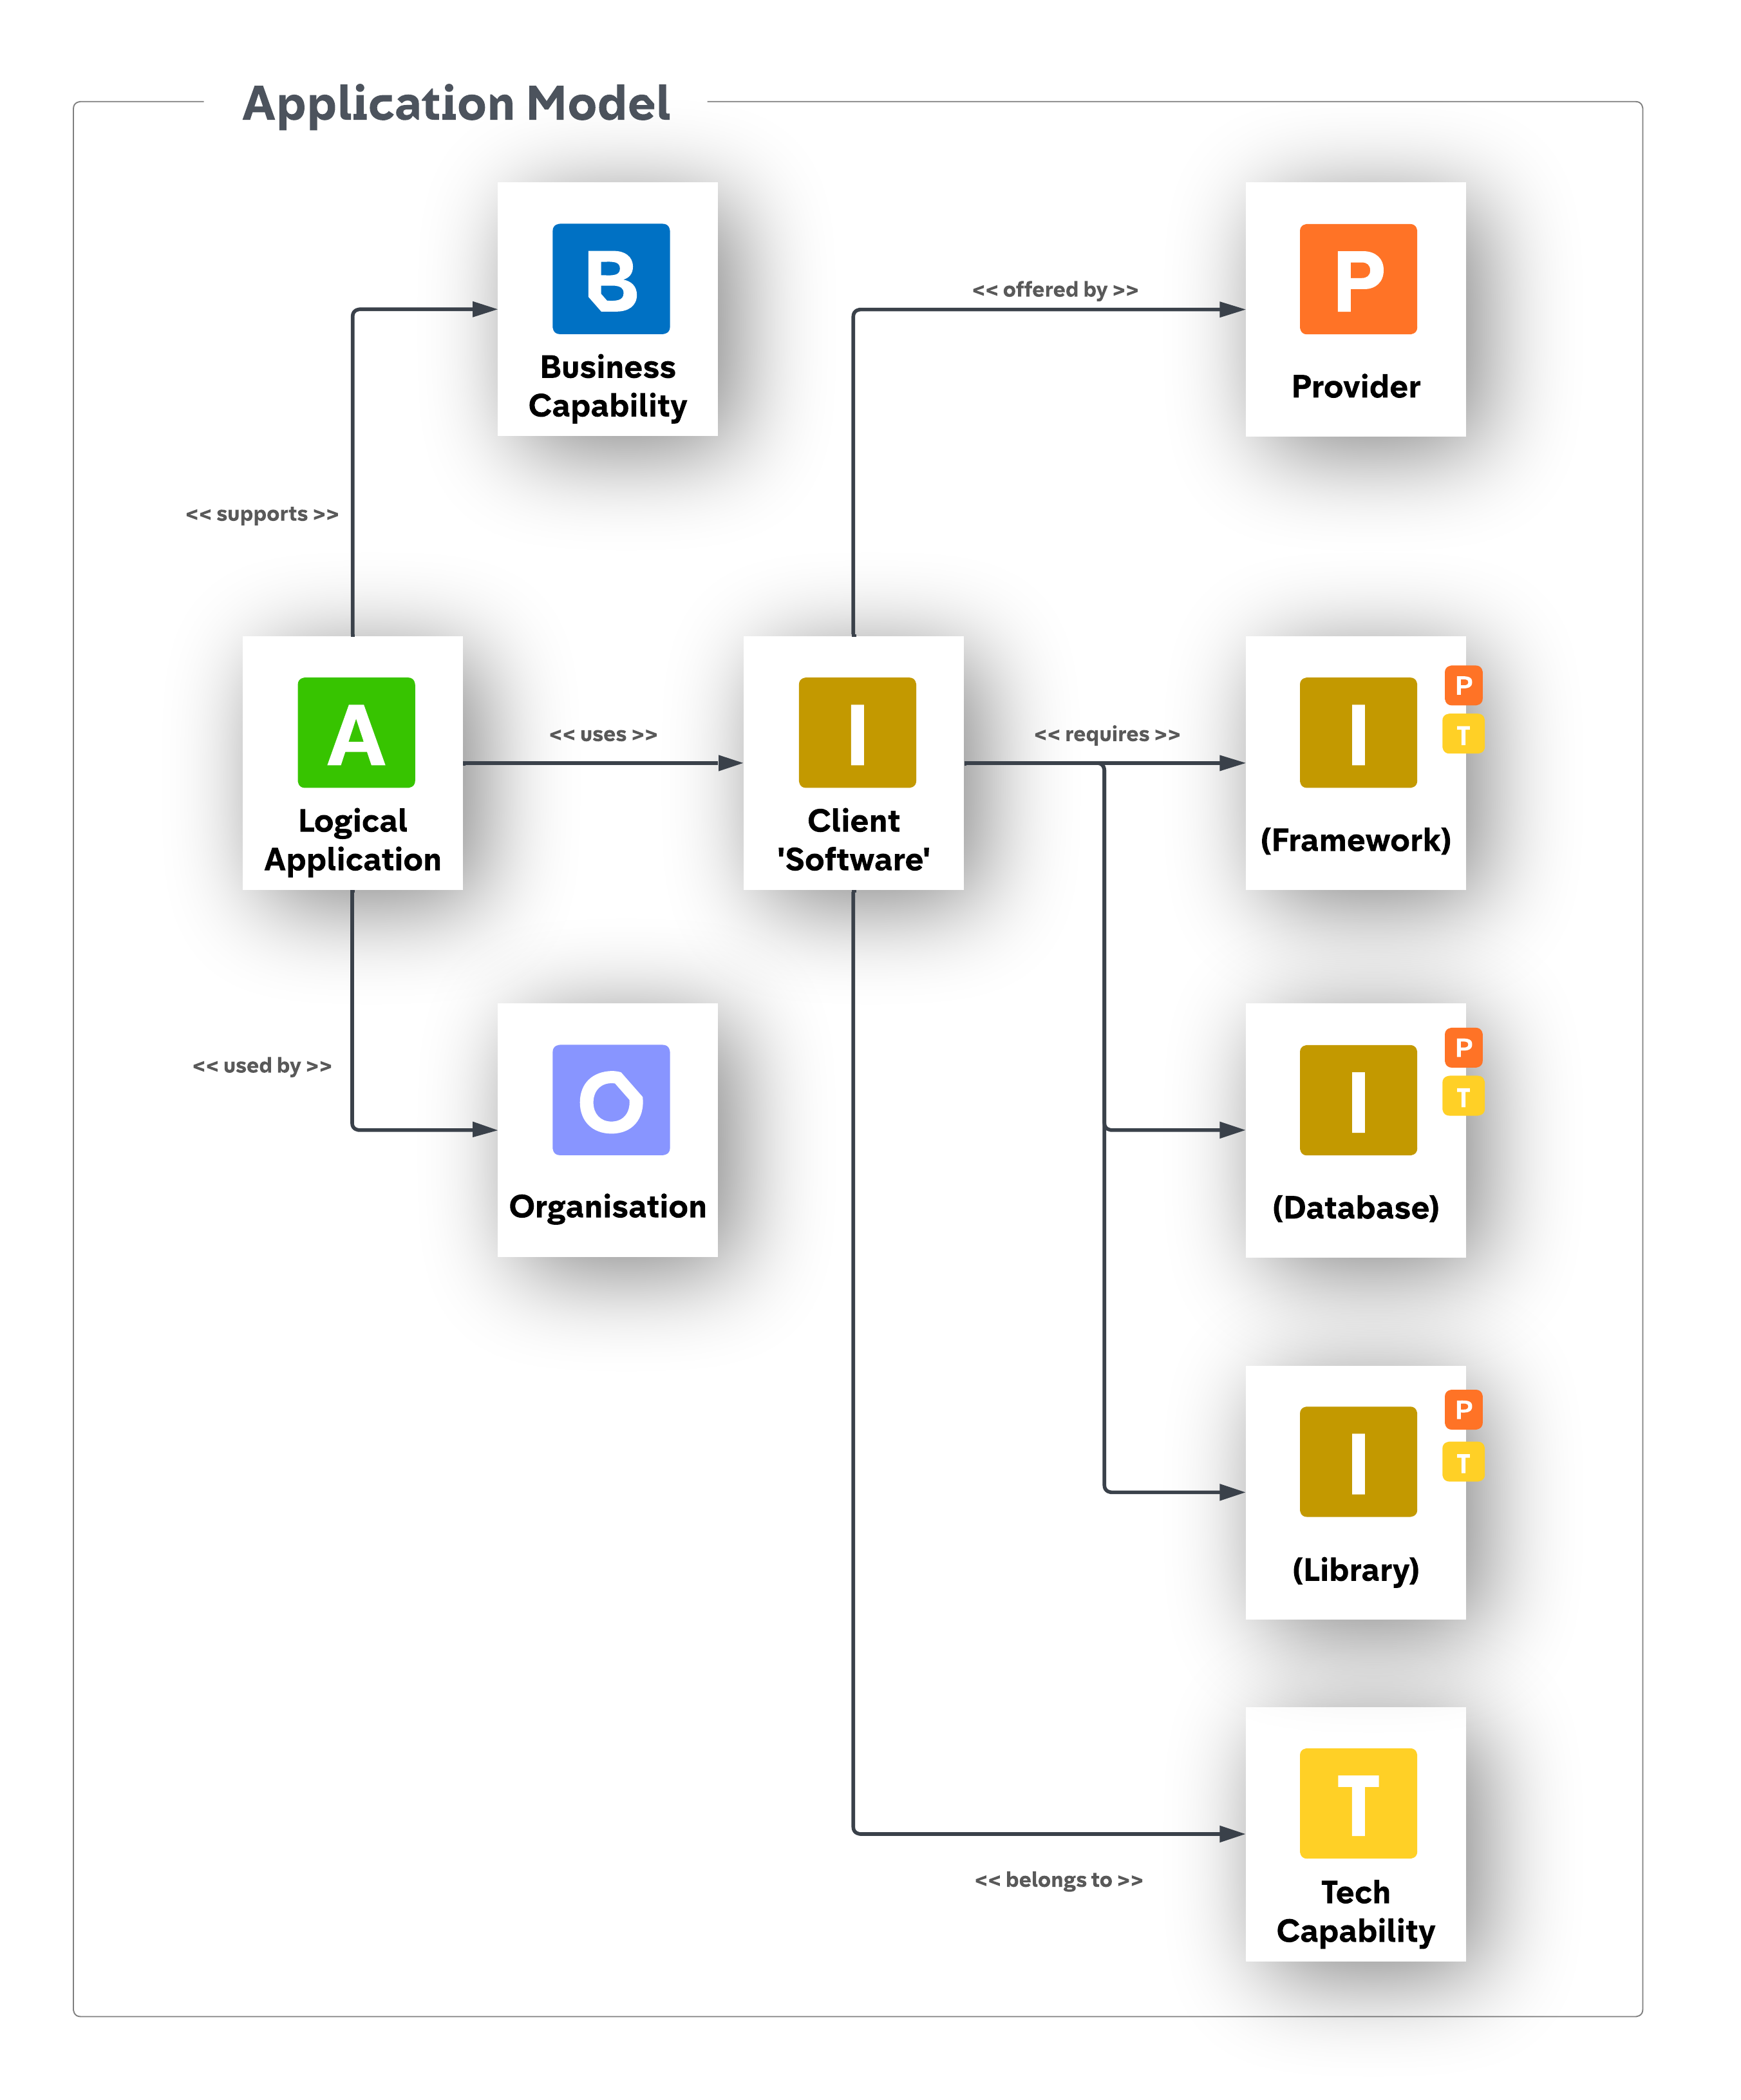 Application Model
B
Business
Capability
<< offered by >>
P
Provider
<< supports >>
A
Logical
Application
<< uses >>
I
Client
'Software'
<< requires >>
I
P
T
(Framework)
<< used by >>
O
Organisation
I
P
T
(Database)
I
P
T
(Library)
<< belongs to >>
T
Tech
Capability